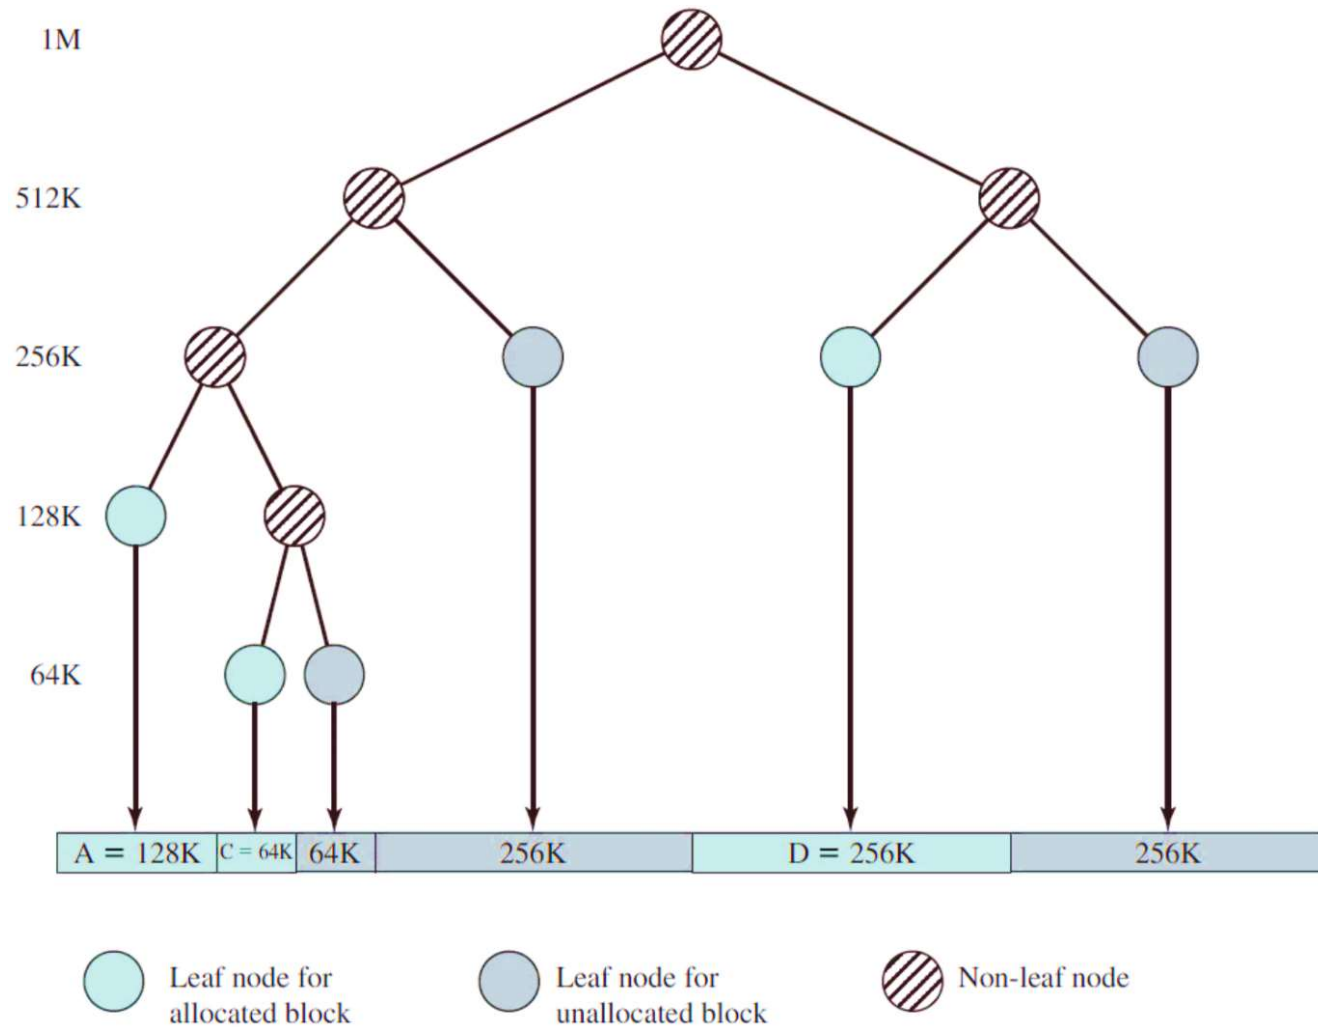 1M
512K
256K
128K
64K
A = 128K C = 64K 64K 256K D = 256K 256K
Leaf node for
allocated block
Leaf node for
unallocated block
Non-leaf node